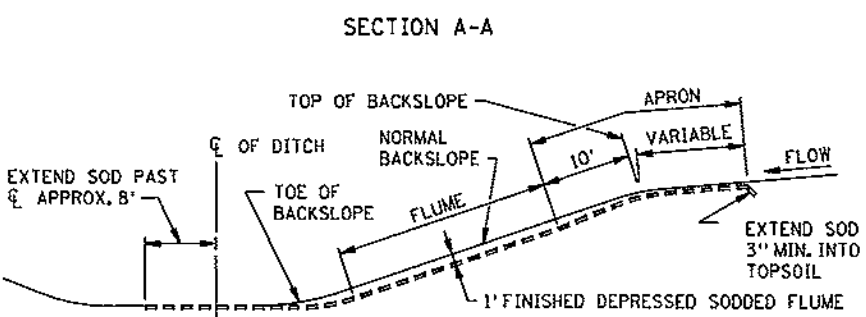 SECTION A-A
TOP OF BACKSLOPE
APRON
℄ OF DITCH
NORMAL
BACKSLOPE
10'
VARIABLE
FLOW
EXTEND SOD PAST
℄ APPROX. 8'
TOE OF
BACKSLOPE
FLUME
EXTEND SOD
3" MIN. INTO
TOPSOIL
1' FINISHED DEPRESSED SODDED FLUME